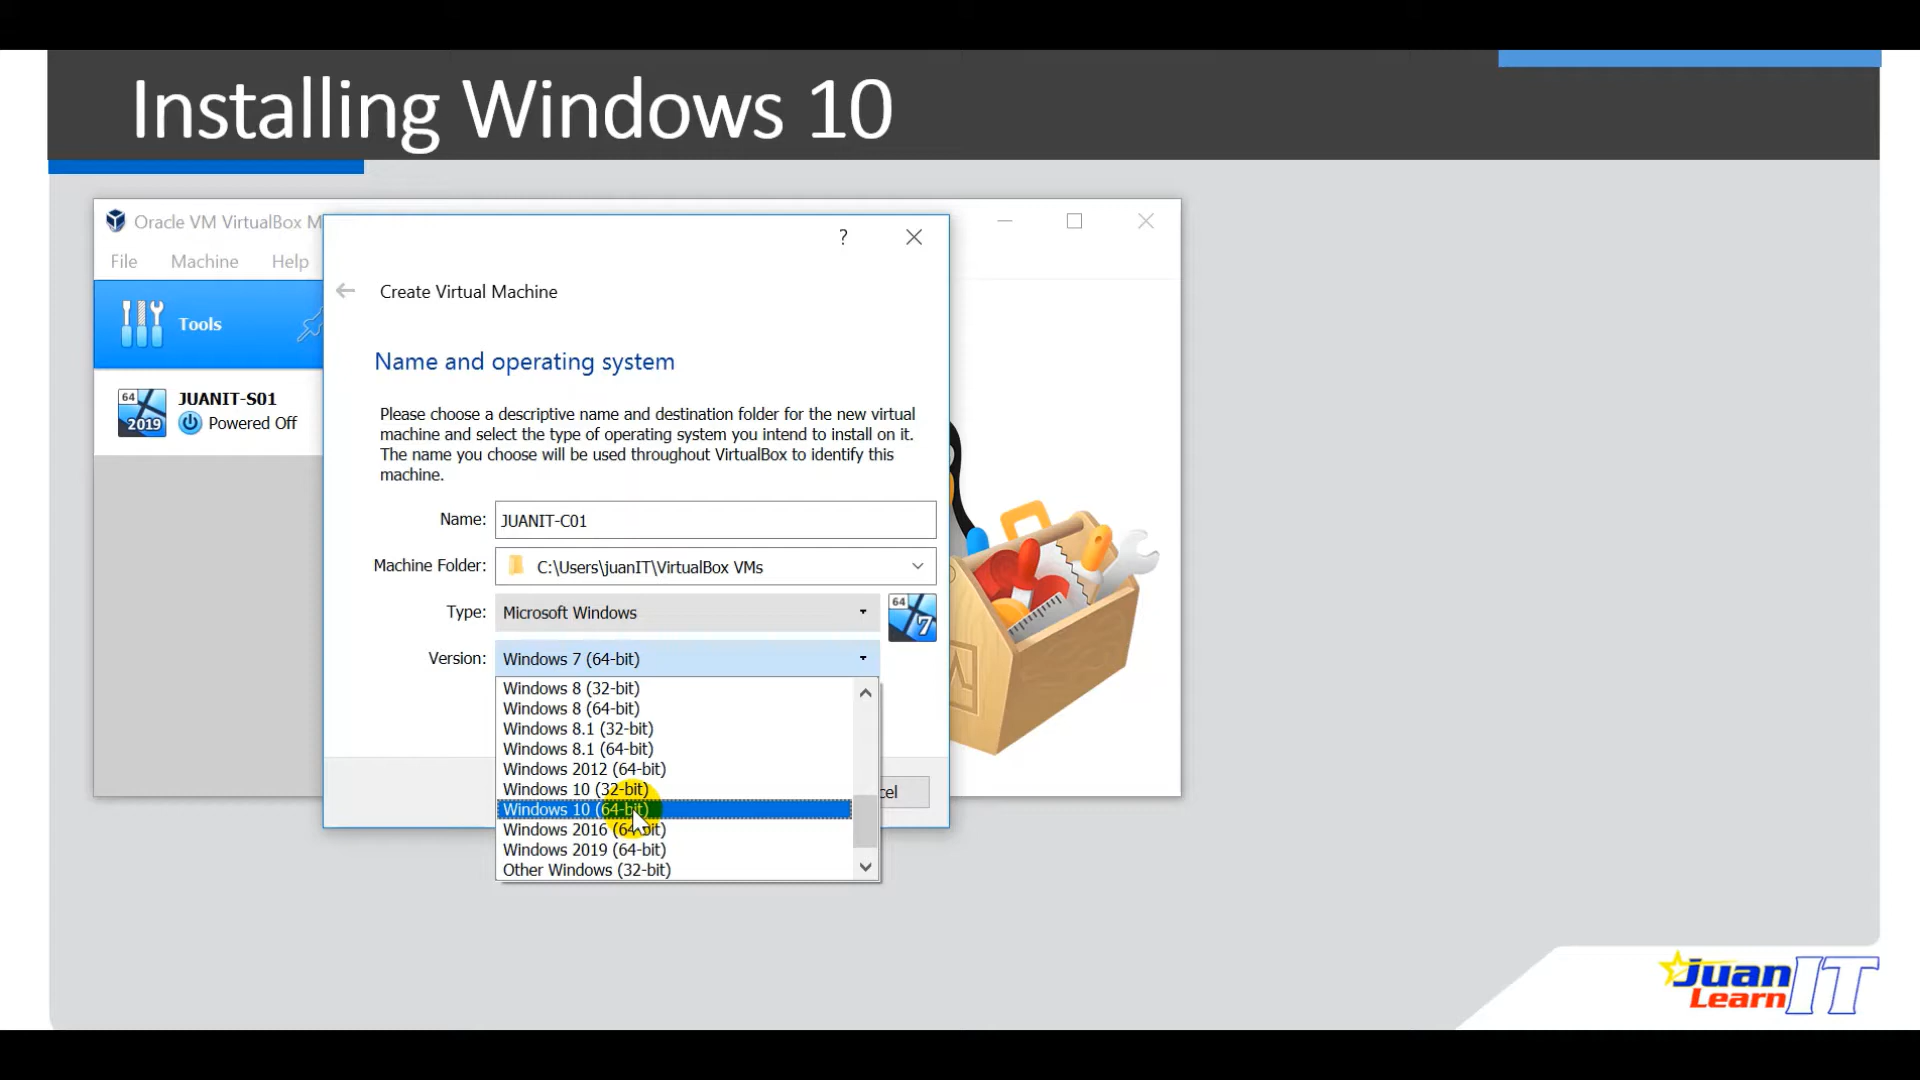 Installing Windows 10
Oracle VM VirtualBox M
?
File Machine Help
Create Virtual Machine
Tools
Name and operating system
64
2019
JUANIT-S01
Powered Off
Please choose a descriptive name and destination folder for the new virtual
machine and select the type of operating system you intend to install on it.
The name you choose will be used throughout VirtualBox to identify this
machine.
Name: JUANIT-C01
Machine Folder: C:\Users\juanIT\VirtualBox VMs
Type: Microsoft Windows
64
7
Version: Windows 7 (64-bit)
Windows 8 (32-bit)
Windows 8 (64-bit)
Windows 8.1 (32-bit)
Windows 8.1 (64-bit)
Windows 2012 (64-bit)
Windows 10 (32-bit)
Windows 10 (64-bit)
Windows 2016 (64-bit)
Windows 2019 (64-bit)
Other Windows (32-bit)
cel
Juan IT
Learn